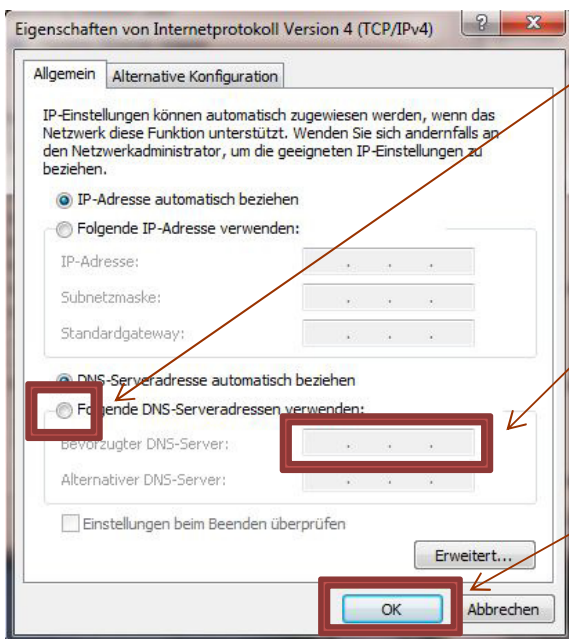 Eigenschaften von Internetprotokoll Version 4 (TCP/IPv4)
Allgemein Alternative Konfiguration
IP-Einstellungen können automatisch zugewiesen werden, wenn das
Netzwerk diese Funktion unterstützt. Wenden Sie sich andernfalls an
den Netzwerkadministrator, um die geeigneten IP-Einstellungen zu
beziehen.
IP-Adresse automatisch beziehen
Folgende IP-Adresse verwenden:
IP-Adresse:
Subnetzmaske:
Standardgateway:
DNS-Serveradresse automatisch beziehen
Folgende DNS-Serveradressen verwenden:
Bevorzugter DNS-Server:
Alternativer DNS-Server:
Einstellungen beim Beenden überprüfen
Erweitert...
OK Abbrechen